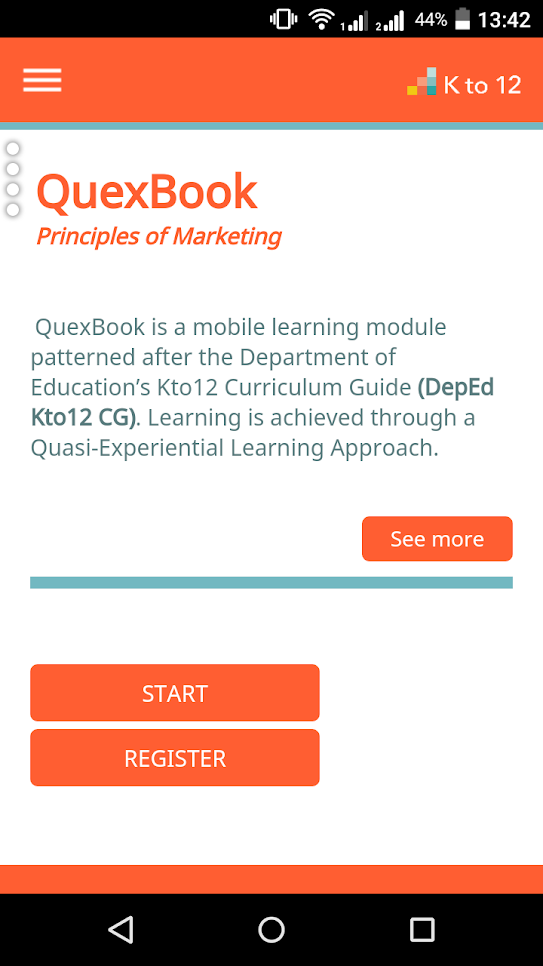 1 2 44% 13:42
K to 12
QuexBook
Principles of Marketing
QuexBook is a mobile learning module
patterned after the Department of
Education’s Kto12 Curriculum Guide (DepEd
Kto12 CG). Learning is achieved through a
Quasi-Experiential Learning Approach.
See more
START
REGISTER